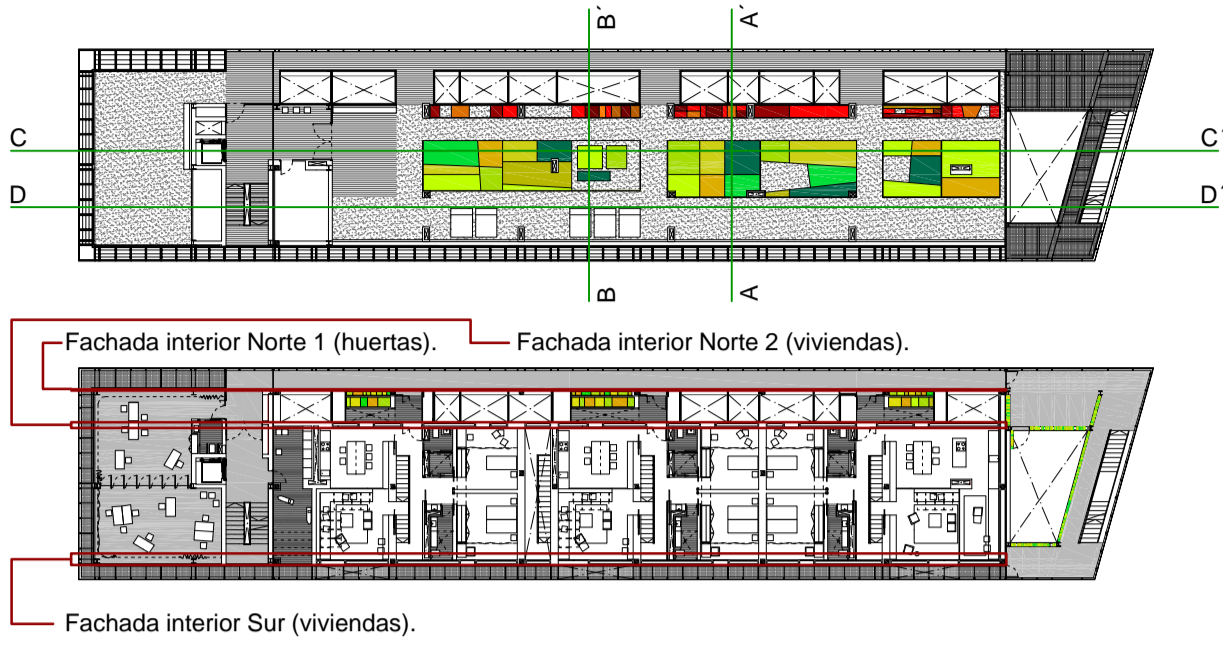 B´
A´
C
C´
D
D´
B
A
Fachada interior Norte 1 (huertas).
Fachada interior Norte 2 (viviendas).
Fachada interior Sur (viviendas).